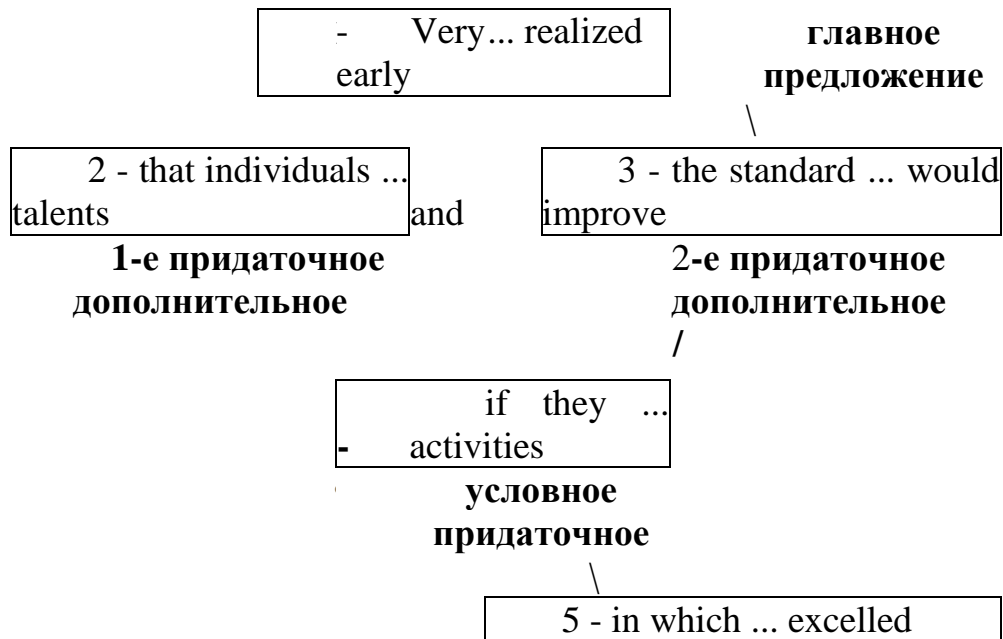 - Very... realized
early
главное
предложение
\
2 - that individuals ...
talents
and
3 - the standard ... would
improve
1-е придаточное
дополнительное
2-е придаточное
дополнительное
/
if they ...
- activities
условное
придаточное
\
5 - in which ... excelled